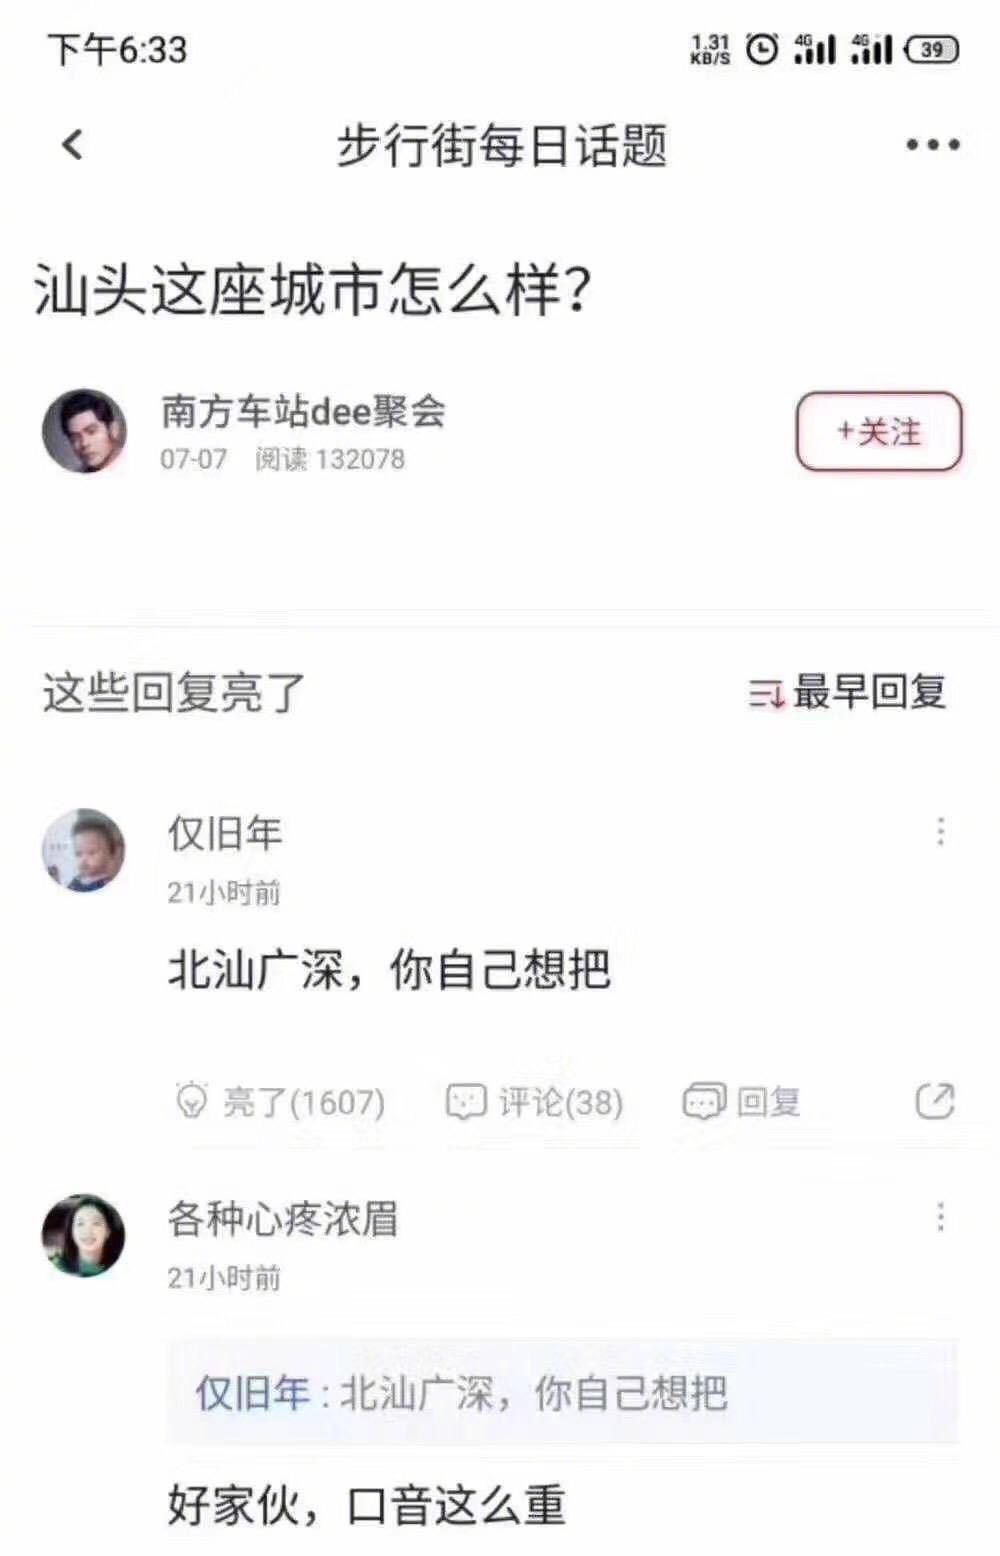 下午6:33
1.31 KB/S 4G 4G 39
步行街每日话题
汕头这座城市怎么样？
南方车站dee聚会
07-07 阅读 132078
+关注
这些回复亮了
最早回复
仅旧年
21小时前
北汕广深，你自己想把
亮了(1607) 评论(38) 回复
各种心疼浓眉
21小时前
仅旧年：北汕广深，你自己想把
好家伙，口音这么重